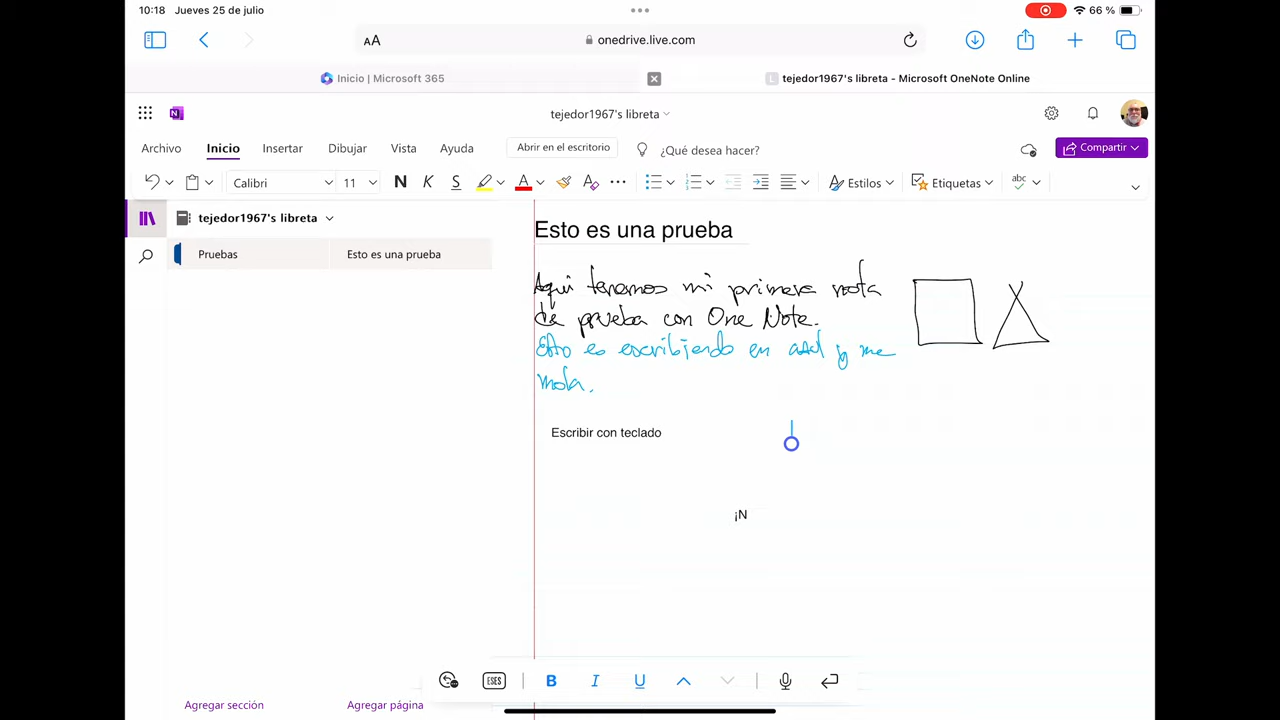 10:18 Jueves 25 de julio
66 %
AA
onedrive.live.com
Inicio | Microsoft 365
L
tejedor1967's libreta - Microsoft OneNote Online
N
tejedor1967's libreta
Archivo
Inicio
Insertar
Dibujar
Vista
Ayuda
Abrir en el escritorio
¿Qué desea hacer?
Compartir
Calibri
11
N
K
S
A
A
Estilos
Etiquetas
abc
tejedor1967's libreta
Esto es una prueba
Pruebas
Esto es una prueba
Aqui tenemos mi primera nota
de prueba con One Note.
Esto es escribiendo en azul y me
mola.
Escribir con teclado
¡N
ESES
B
I
U
Agregar sección
Agregar página